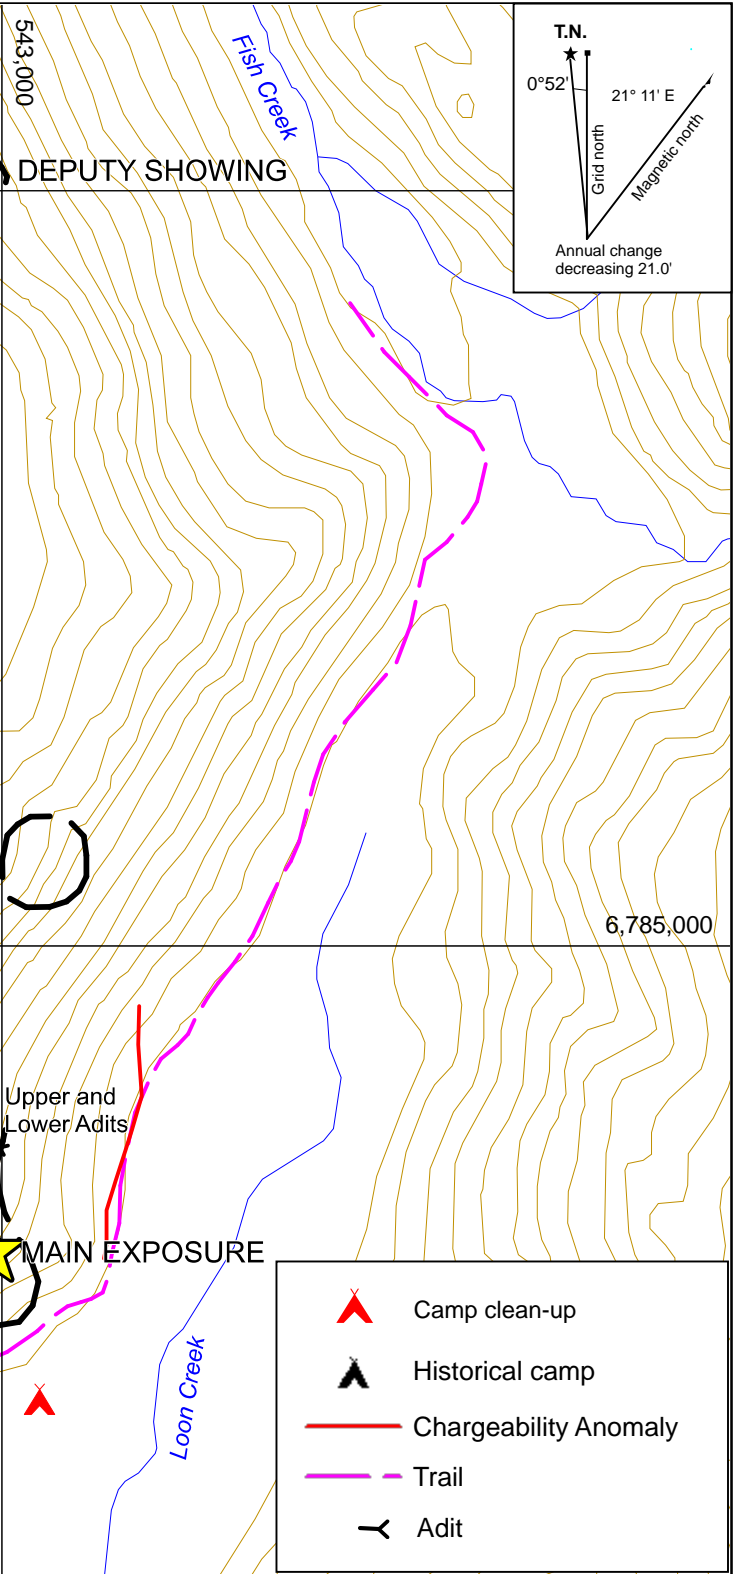 543,000
Fish Creek
T.N.
0°52'
21° 11' E
Grid north
Magnetic north
Annual change
decreasing 21.0'
DEPUTY SHOWING
6,785,000
Upper and
Lower Adits
MAIN EXPOSURE
Loon Creek
Camp clean-up
Historical camp
Chargeability Anomaly
Trail
Adit